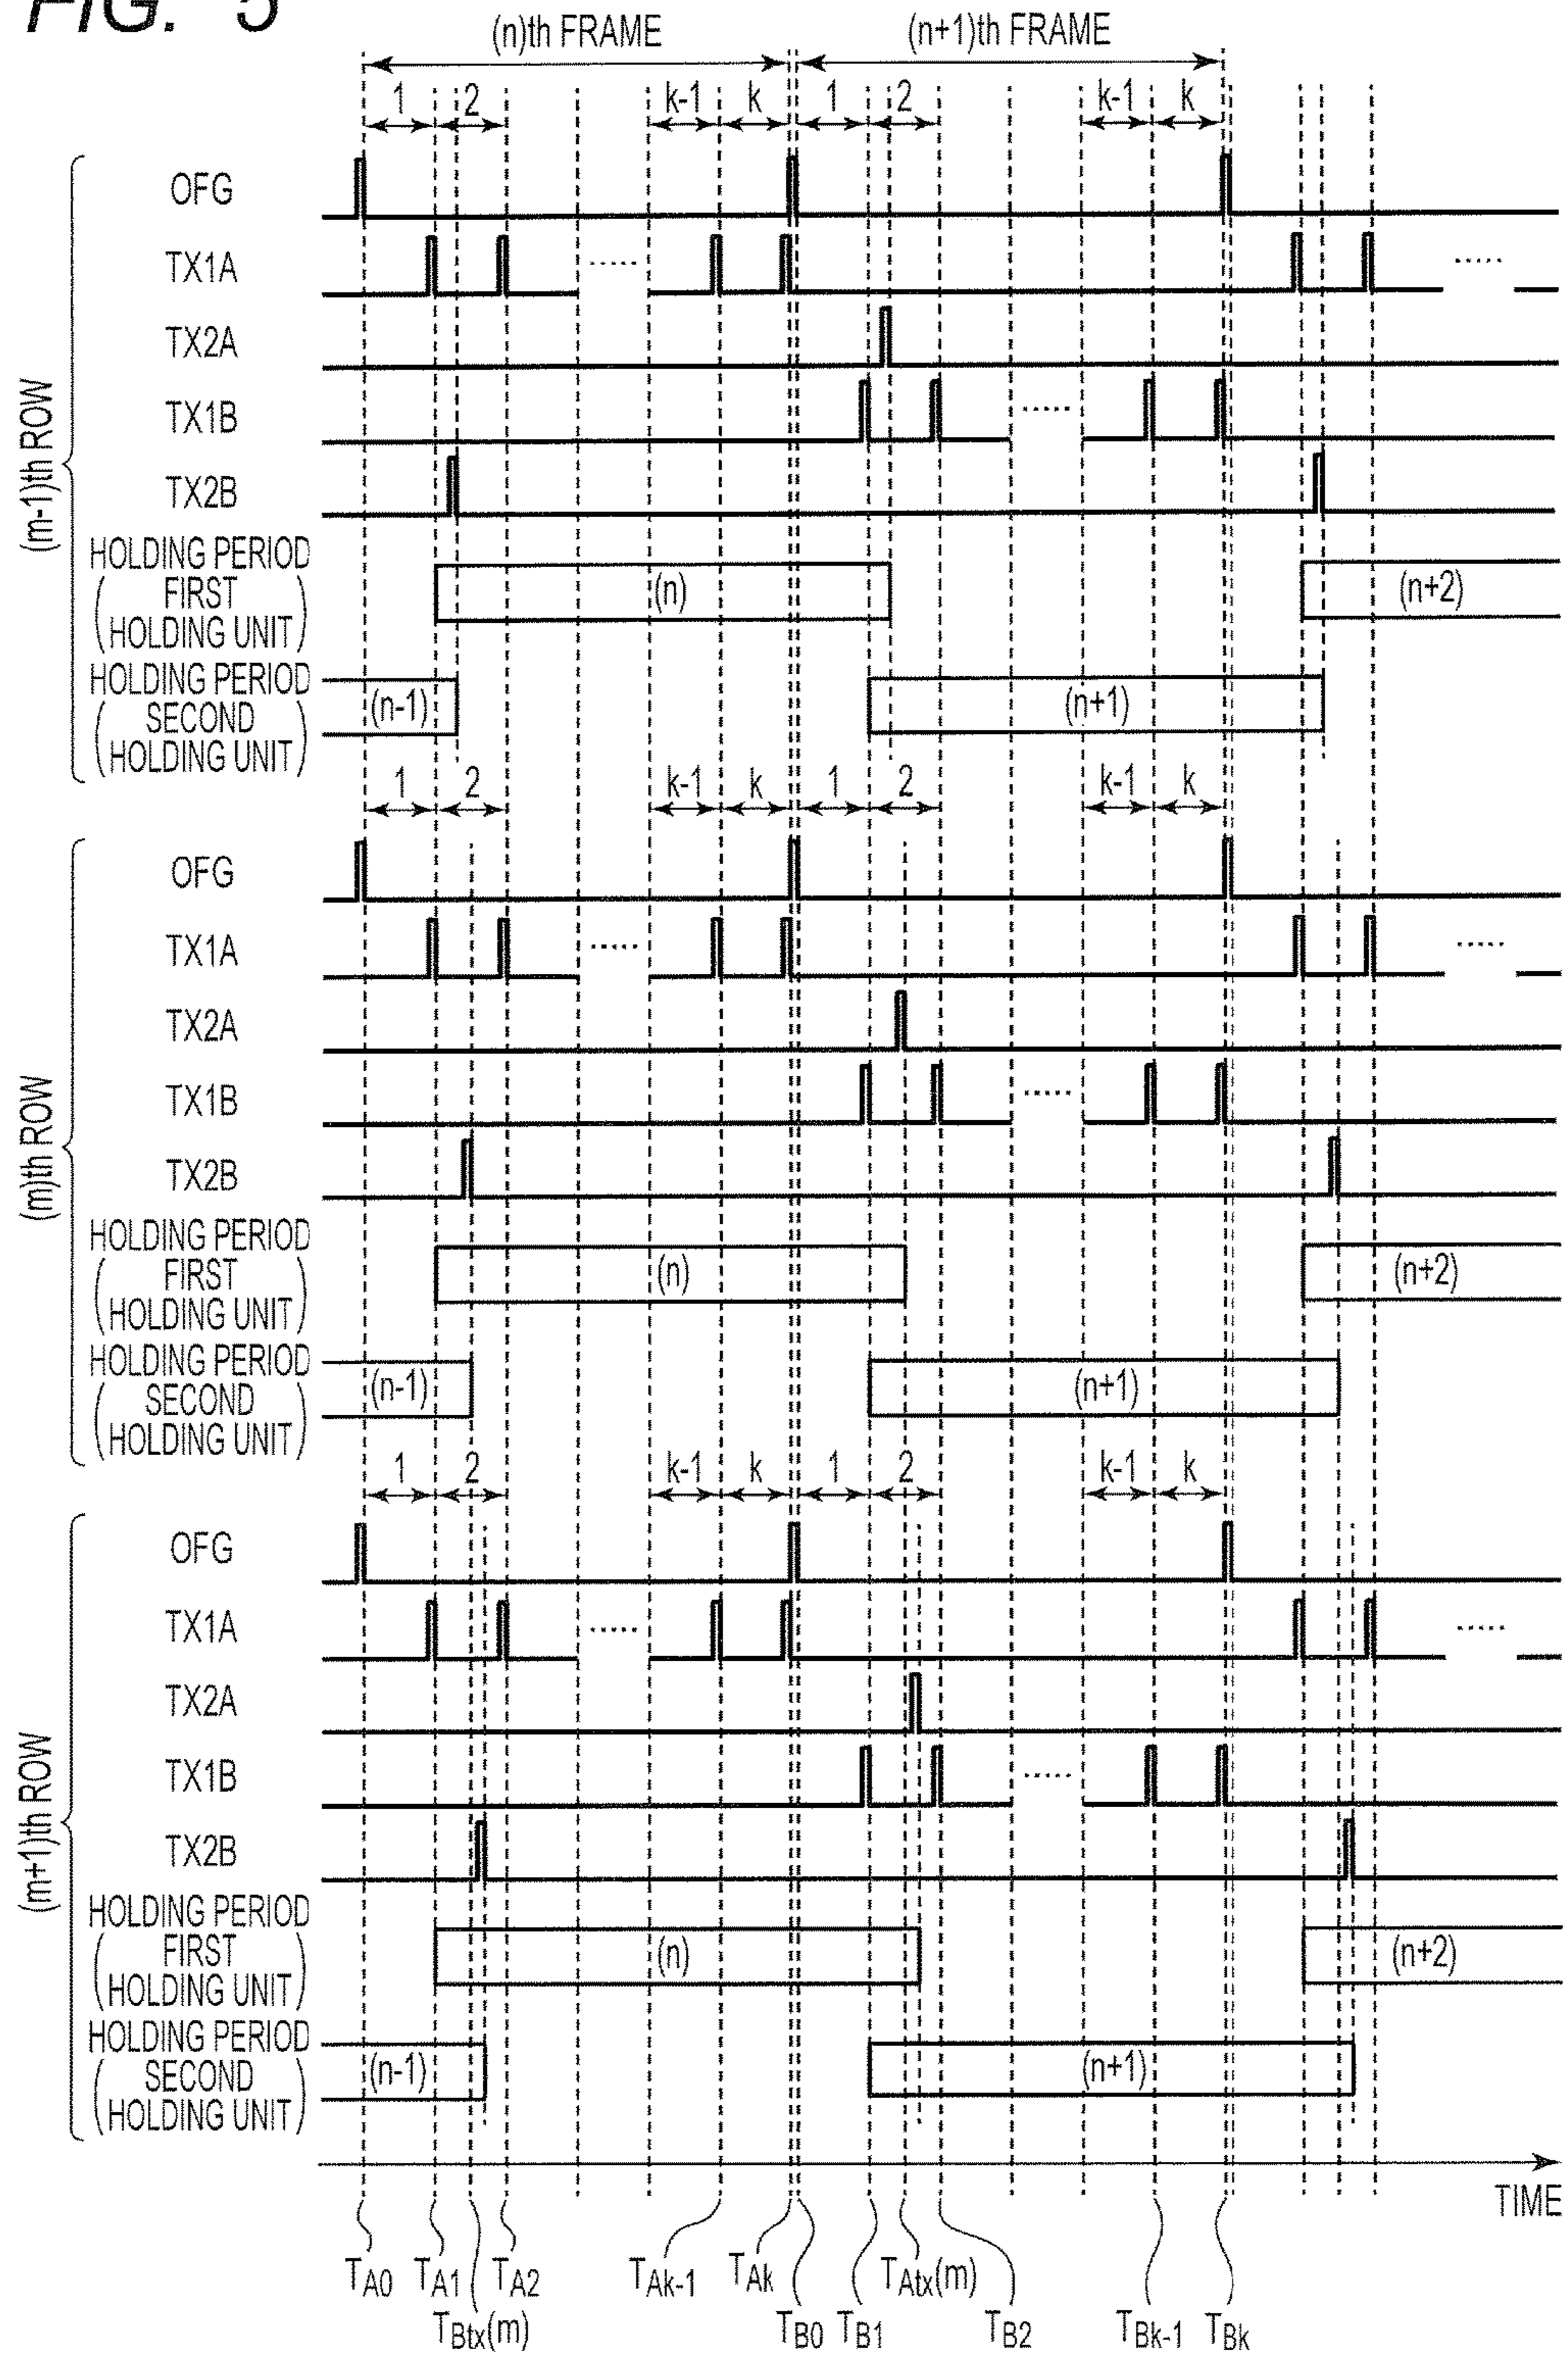 FIG. 5
(n)th FRAME (n+1)th FRAME
1 2 k-1 k 1 2 k-1 k
(m-1)th ROW
OFG
TX1A ..... .....
TX2A
TX1B .....
TX2B
HOLDING PERIOD
(FIRST
HOLDING UNIT)
(n) (n+2)
HOLDING PERIOD
(SECOND
HOLDING UNIT)
(n-1) (n+1)
1 2 k-1 k 1 2 k-1 k
(m)th ROW
OFG
TX1A ..... .....
TX2A
TX1B .....
TX2B
HOLDING PERIOD
(FIRST
HOLDING UNIT)
(n) (n+2)
HOLDING PERIOD
(SECOND
HOLDING UNIT)
(n-1) (n+1)
1 2 k-1 k 1 2 k-1 k
(m+1)th ROW
OFG
TX1A ..... .....
TX2A
TX1B .....
TX2B
HOLDING PERIOD
(FIRST
HOLDING UNIT)
(n) (n+2)
HOLDING PERIOD
(SECOND
HOLDING UNIT)
(n-1) (n+1)
TIME
TA0 TA1 TA2 TAk-1 TAk TAtx(m)
TBtx(m) TB0 TB1 TB2 TBk-1 TBk